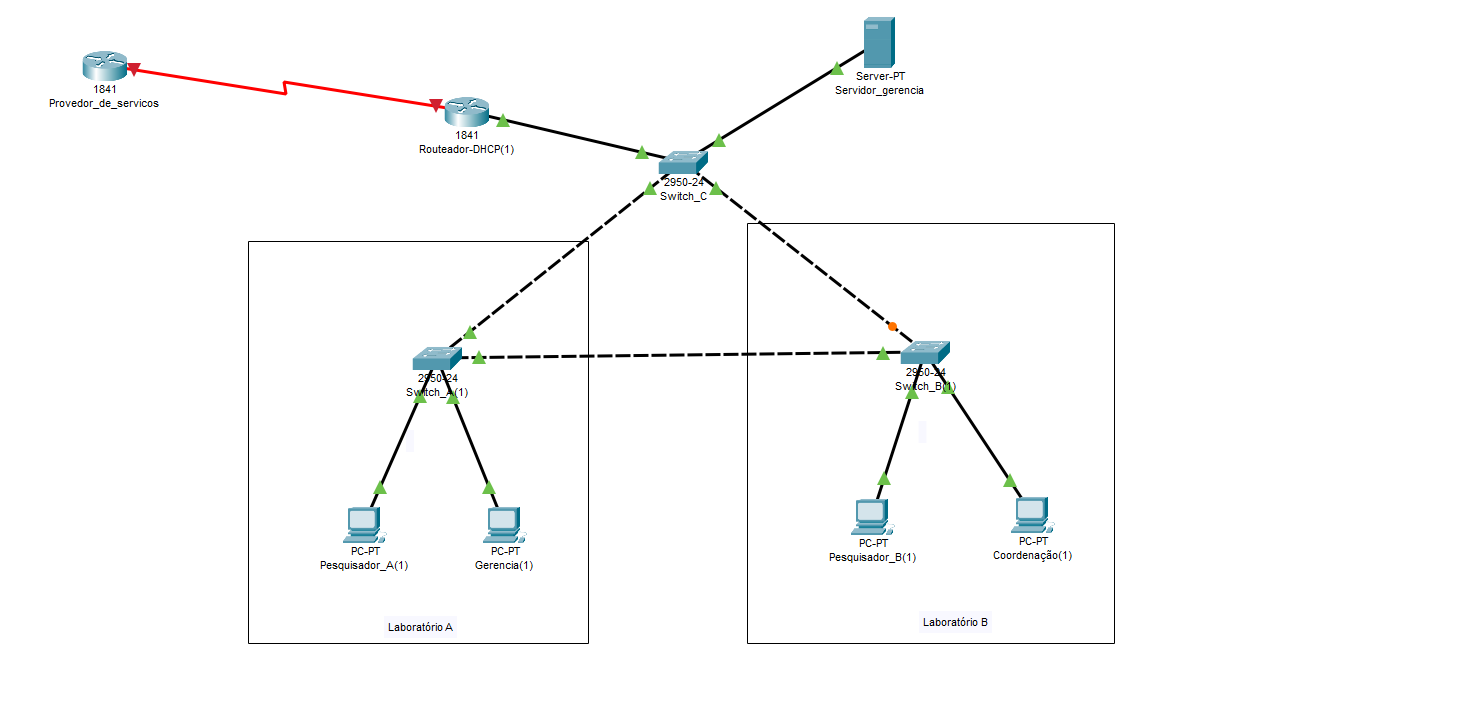 Server-PT
Servidor_gerencia
1841
Provedor_de_servicos
1841
Routeador-DHCP(1)
2950-24
Switch_C
2950-24
Switch_A(1)
2950-24
Switch_B(1)
PC-PT
Pesquisador_A(1)
PC-PT
Gerencia(1)
PC-PT
Pesquisador_B(1)
PC-PT
Coordenação(1)
Laboratório A
Laboratório B